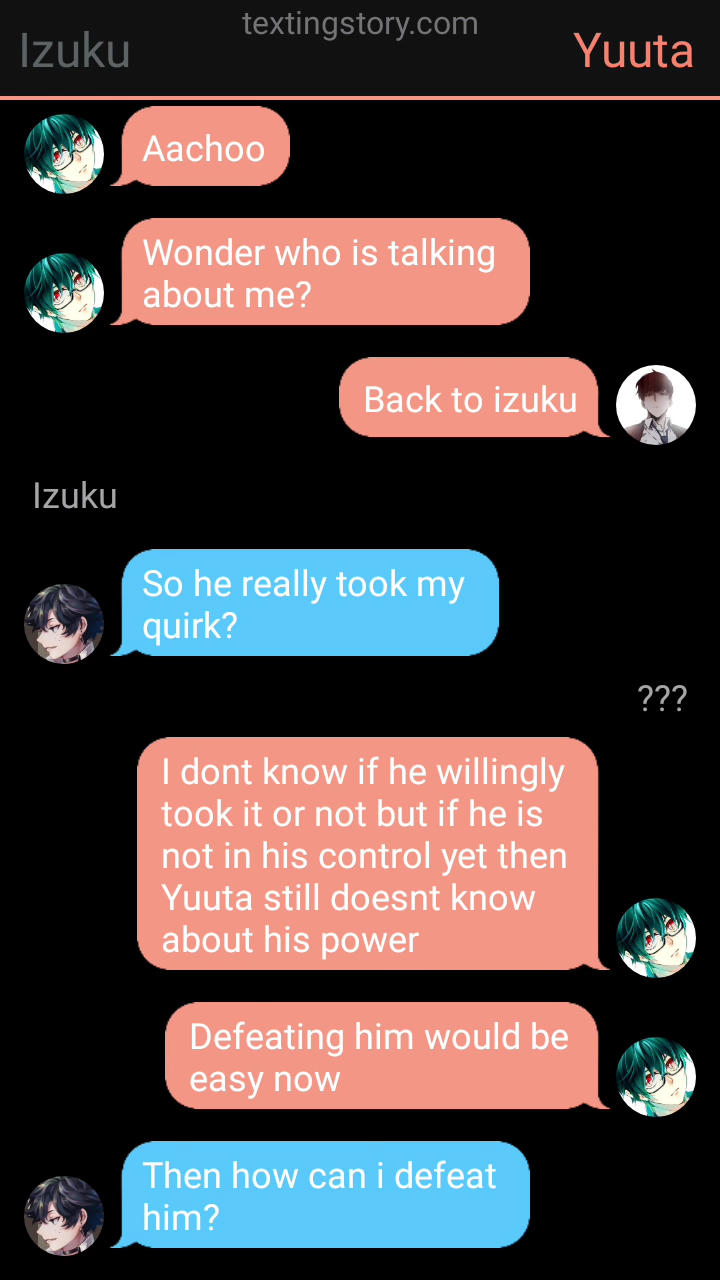 textingstory.com
Izuku
Yuuta
Aachoo
Wonder who is talking
about me?
Back to izuku
Izuku
So he really took my
quirk?
???
I dont know if he willingly
took it or not but if he is
not in his control yet then
Yuuta still doesnt know
about his power
Defeating him would be
easy now
Then how can i defeat
him?